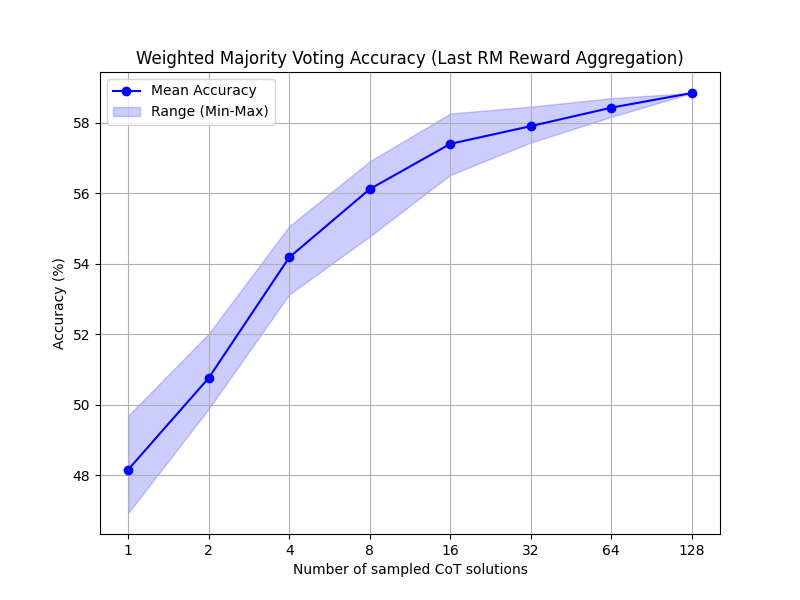 Weighted Majority Voting Accuracy (Last RM Reward Aggregation)
Mean Accuracy
Range (Min-Max)
58
56
54
52
50
48
Accuracy (%)
1 2 4 8 16 32 64 128
Number of sampled CoT solutions